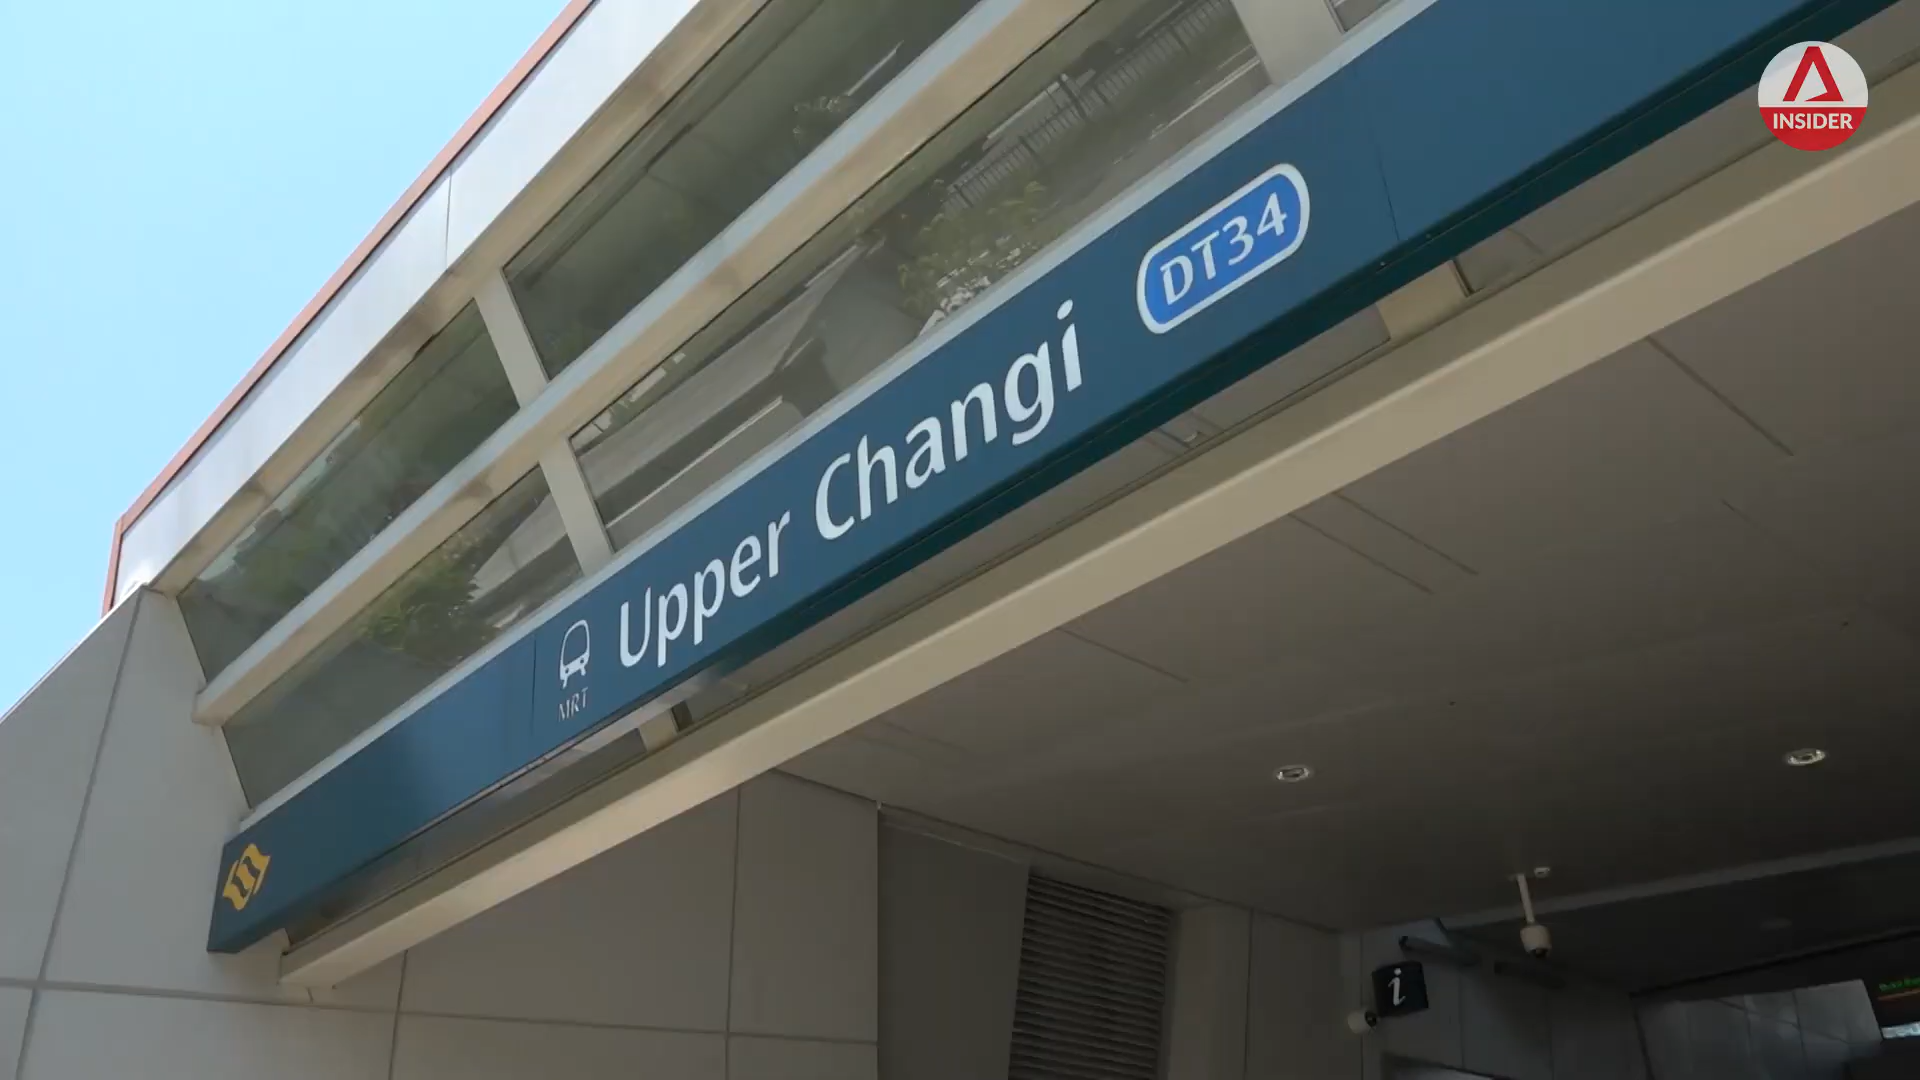 INSIDER
Upper Changi DT34
MRT
i